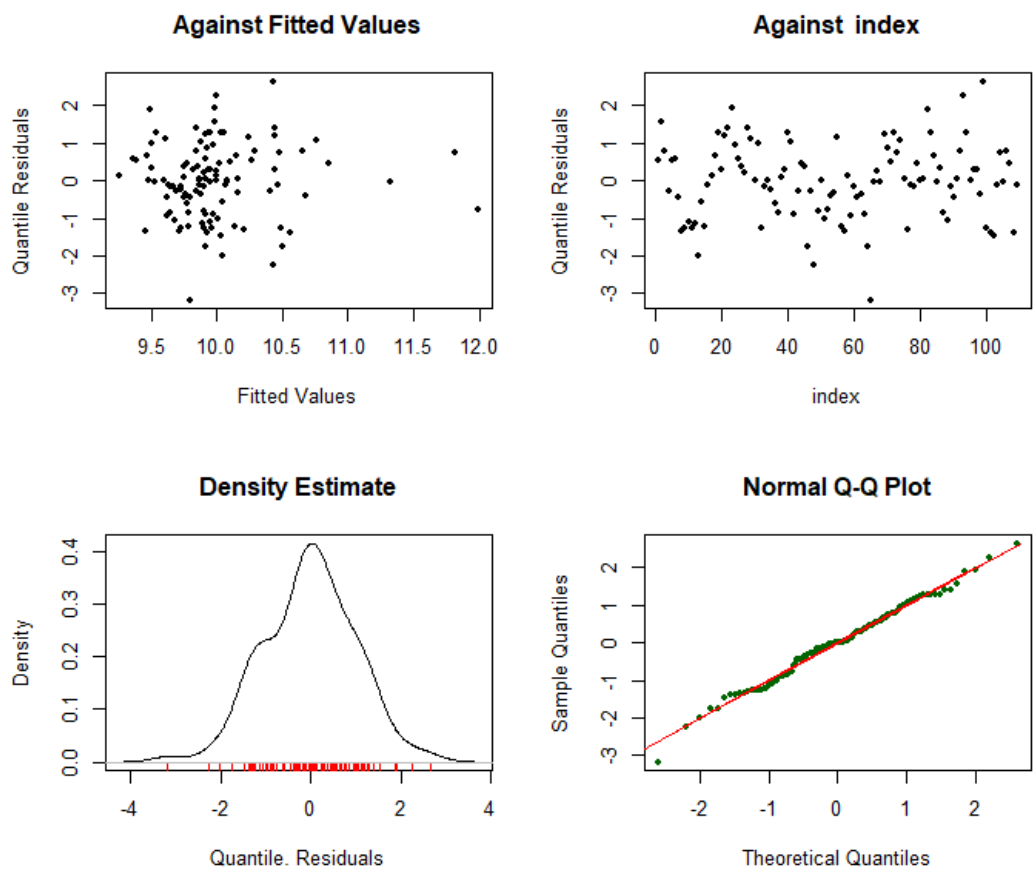 Against Fitted Values
Quantile Residuals
-3 -2 -1 0 1 2
9.5 10.0 10.5 11.0 11.5 12.0
Fitted Values
Against index
Quantile Residuals
-3 -2 -1 0 1 2
0 20 40 60 80 100
index
Density Estimate
Density
0.0 0.1 0.2 0.3 0.4
-4 -2 0 2 4
Quantile. Residuals
Normal Q-Q Plot
Sample Quantiles
-3 -2 -1 0 1 2
-2 -1 0 1 2
Theoretical Quantiles